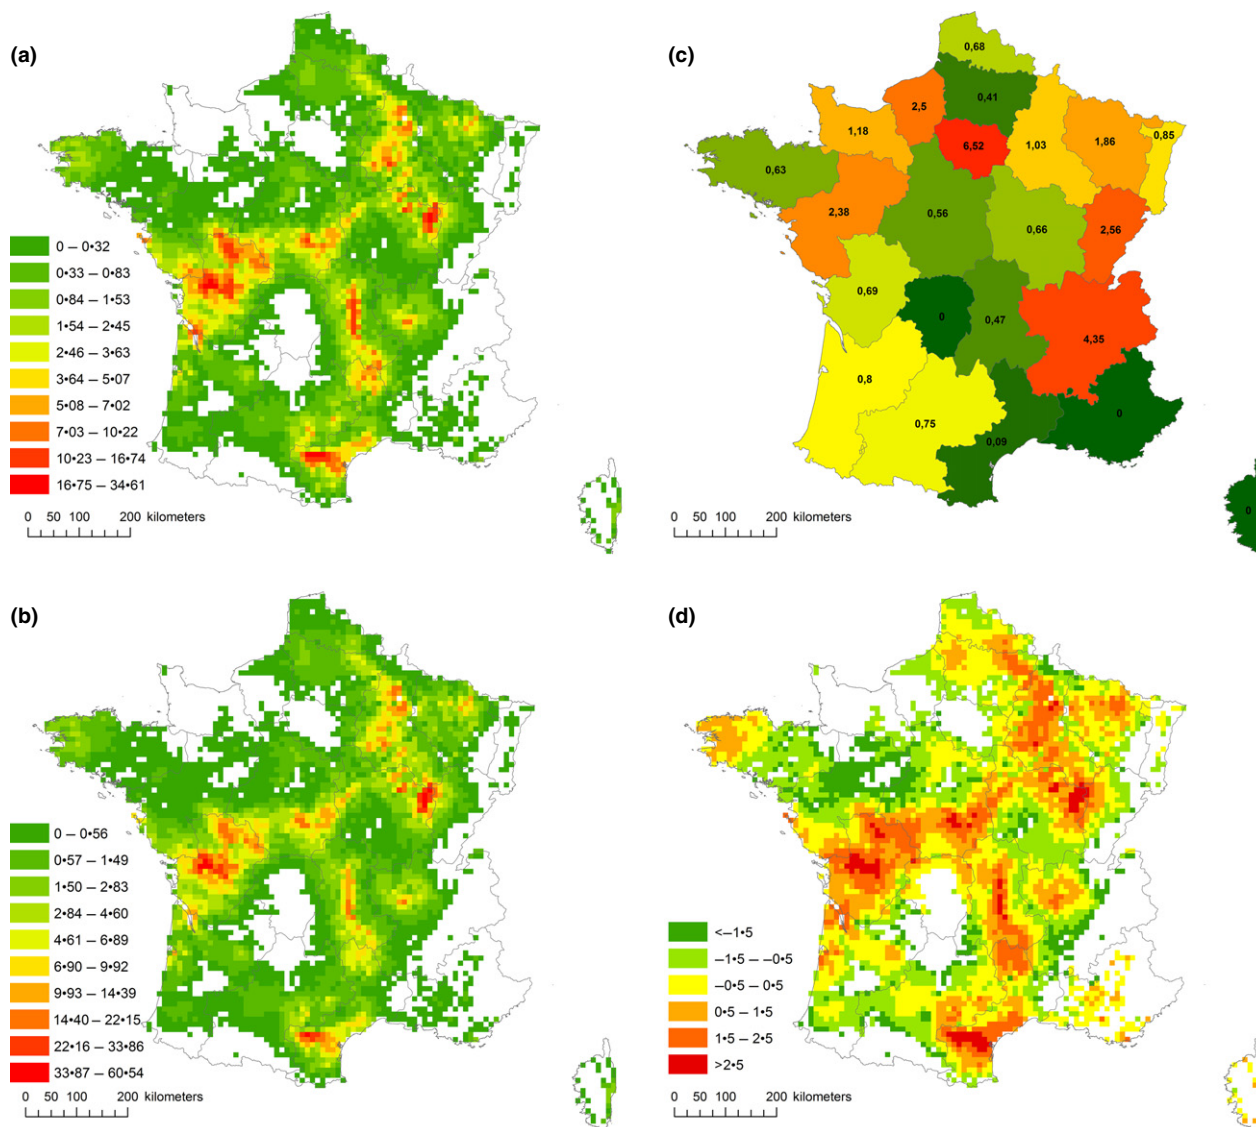 (a)
0 – 0•32
0•33 – 0•83
0•84 – 1•53
1•54 – 2•45
2•46 – 3•63
3•64 – 5•07
5•08 – 7•02
7•03 – 10•22
10•23 – 16•74
16•75 – 34•61
0 50 100 200 kilometers
(c)
0,68
2,5
0,41
1,18
6,52
1,03
1,86
0,85
0,63
2,38
0,56
0,66
2,56
0,69
0
0,47
4,35
0,8
0,75
0,09
0
0
0 50 100 200 kilometers
(b)
0 – 0•56
0•57 – 1•49
1•50 – 2•83
2•84 – 4•60
4•61 – 6•89
6•90 – 9•92
9•93 – 14•39
14•40 – 22•15
22•16 – 33•86
33•87 – 60•54
0 50 100 200 kilometers
(d)
<–1•5
–1•5 – –0•5
–0•5 – 0•5
0•5 – 1•5
1•5 – 2•5
>2•5
0 50 100 200 kilometers